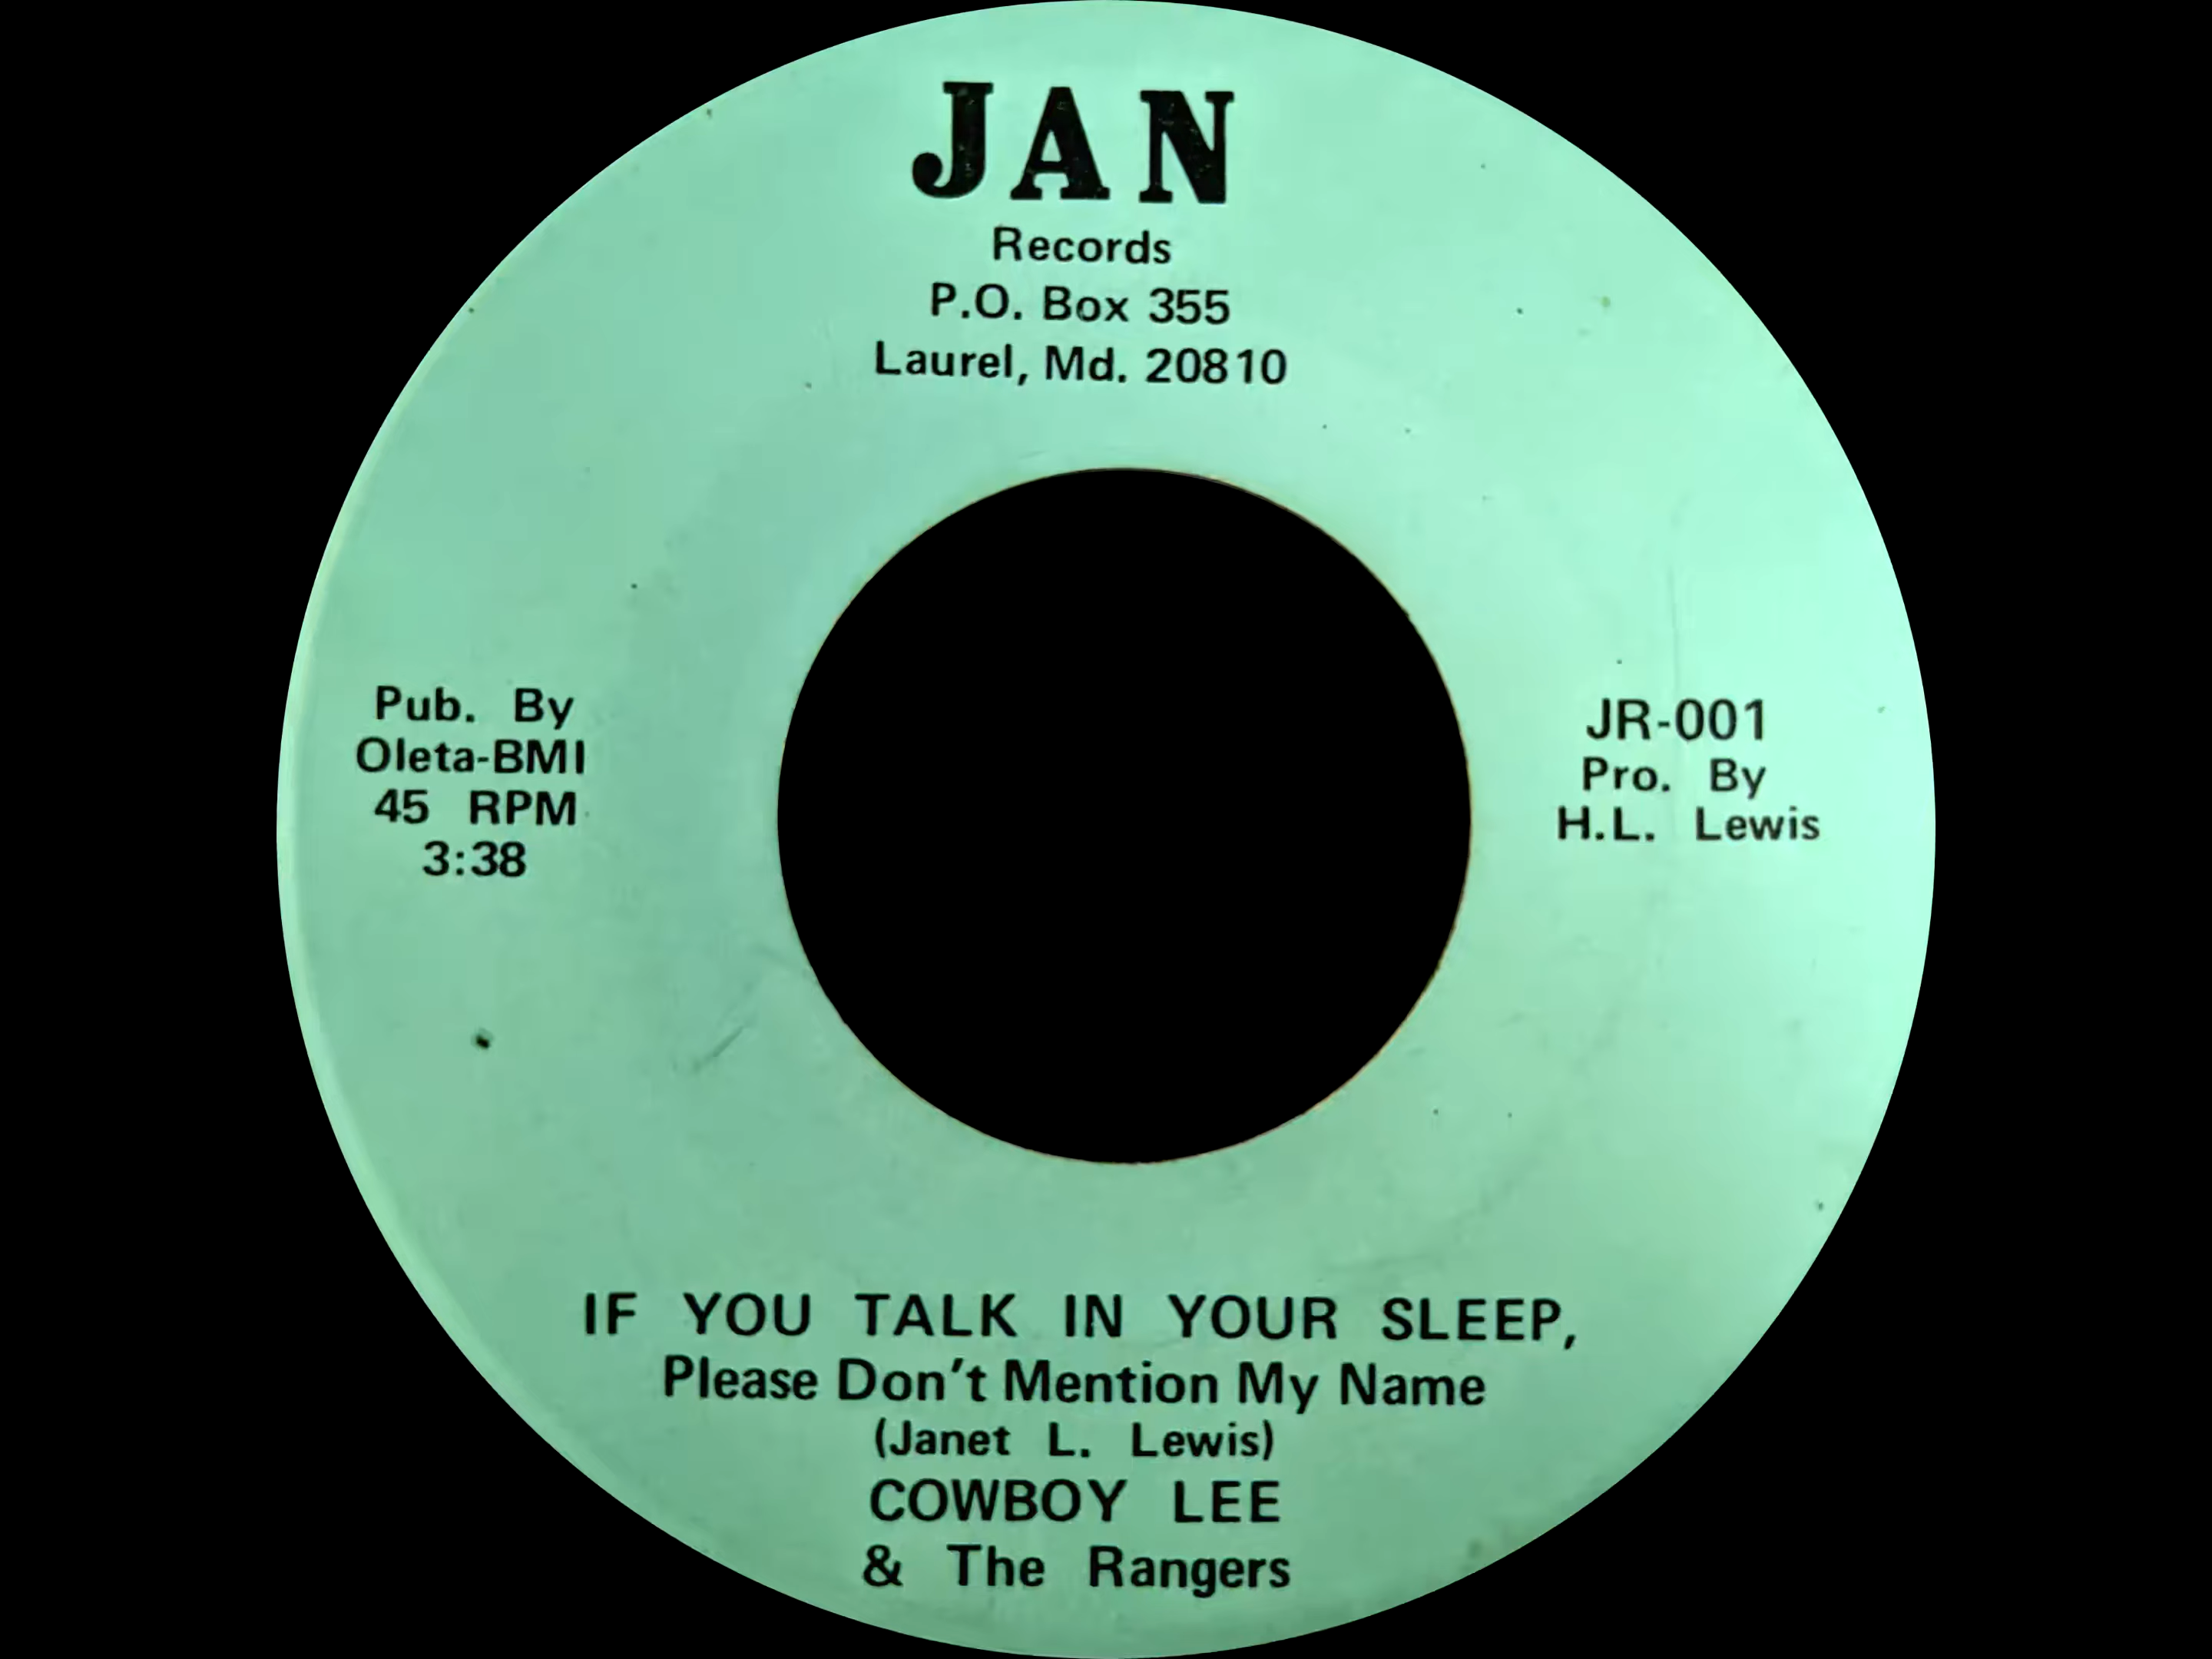 JAN
Records
P.O. Box 355
Laurel, Md. 20810
Pub. By
Oleta-BMI
45 RPM
3:38
JR-001
Pro. By
H.L. Lewis
IF YOU TALK IN YOUR SLEEP,
Please Don't Mention My Name
(Janet L. Lewis)
COWBOY LEE
& The Rangers